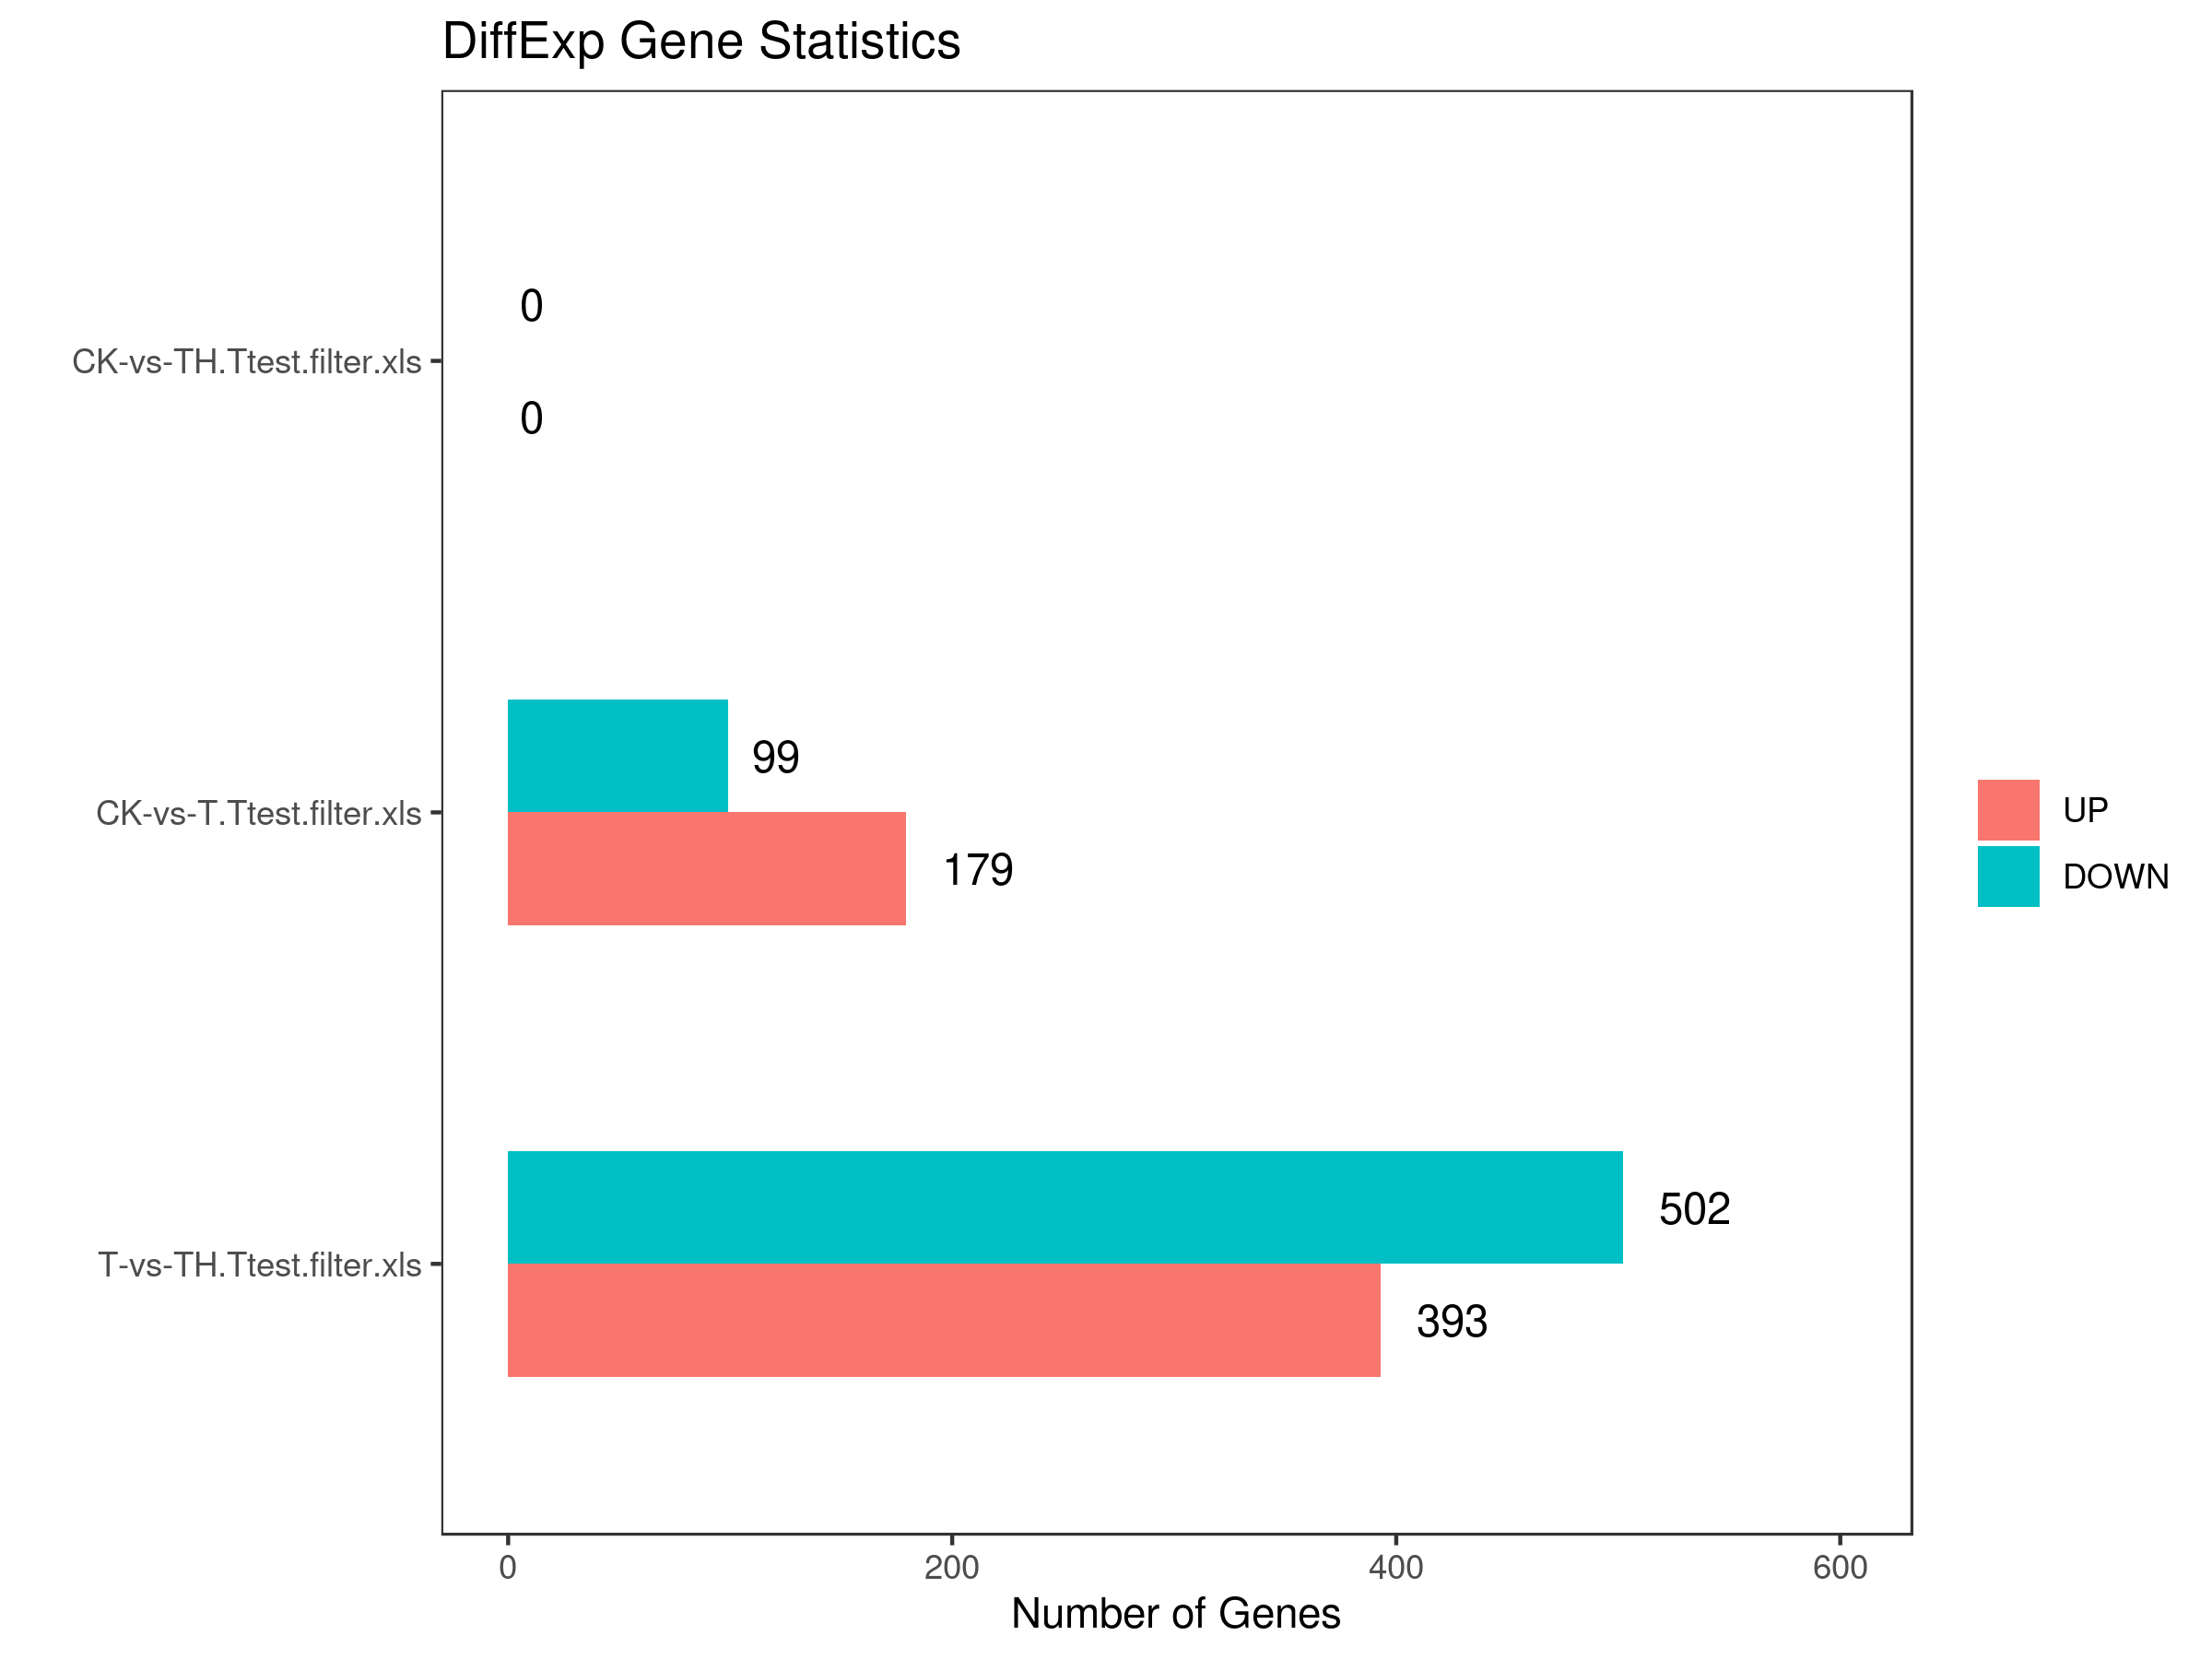 DiffExp Gene Statistics
0
CK-vs-TH.Ttest.filter.xls
0
99
CK-vs-T.Ttest.filter.xls
179
UP
DOWN
502
T-vs-TH.Ttest.filter.xls
393
0 200 400 600
Number of Genes